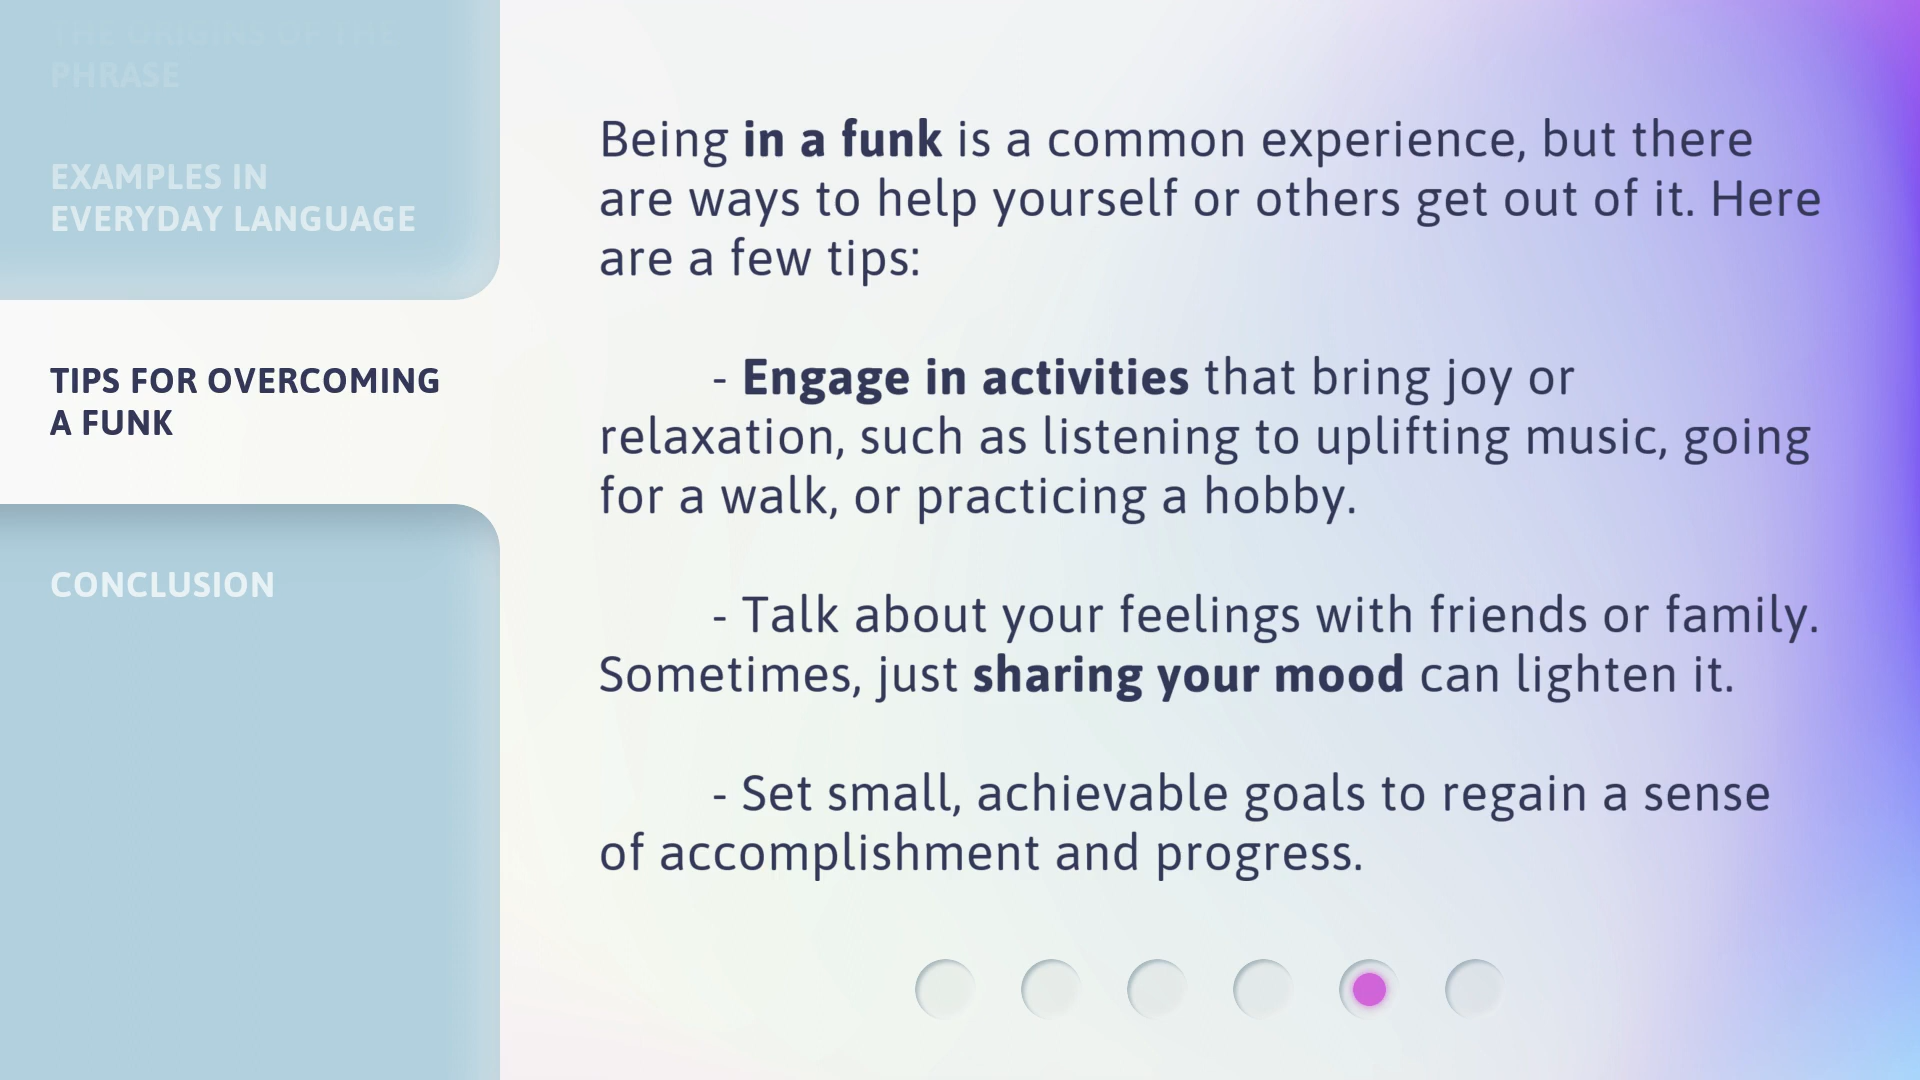 THE ORIGINS OF THE
PHRASE
EXAMPLES IN
EVERYDAY LANGUAGE
TIPS FOR OVERCOMING
A FUNK
CONCLUSION
Being in a funk is a common experience, but there
are ways to help yourself or others get out of it. Here
are a few tips:
- Engage in activities that bring joy or
relaxation, such as listening to uplifting music, going
for a walk, or practicing a hobby.
- Talk about your feelings with friends or family.
Sometimes, just sharing your mood can lighten it.
- Set small, achievable goals to regain a sense
of accomplishment and progress.